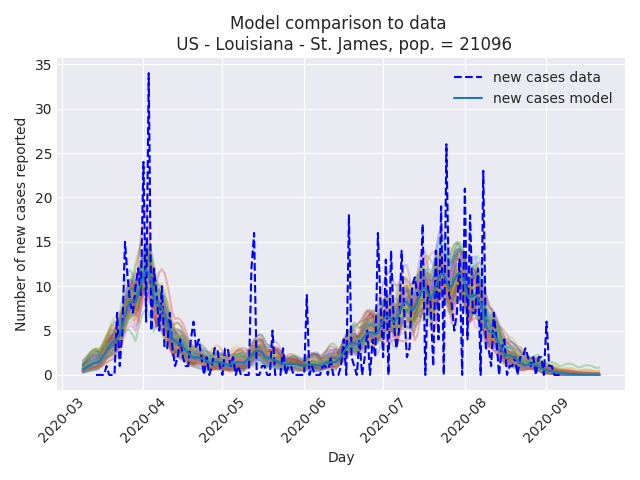 Model comparison to data
US - Louisiana - St. James, pop. = 21096
new cases data
new cases model
Number of new cases reported
35
30
25
20
15
10
5
0
2020-03
2020-04
2020-05
2020-06
2020-07
2020-08
2020-09
Day